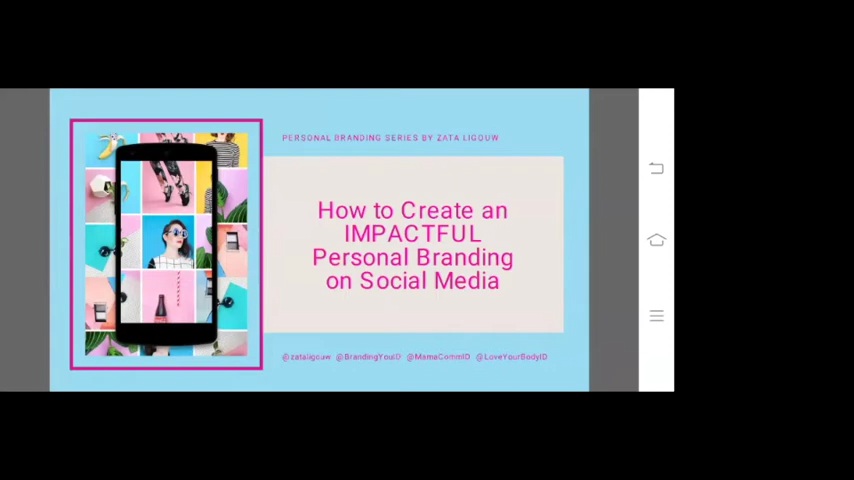 PERSONAL BRANDING SERIES BY ZATA LIGOUW
How to Create an
IMPACTFUL
Personal Branding
on Social Media
@zataligouw @BrandingYouID @MamaCommID @LoveYourBodyID